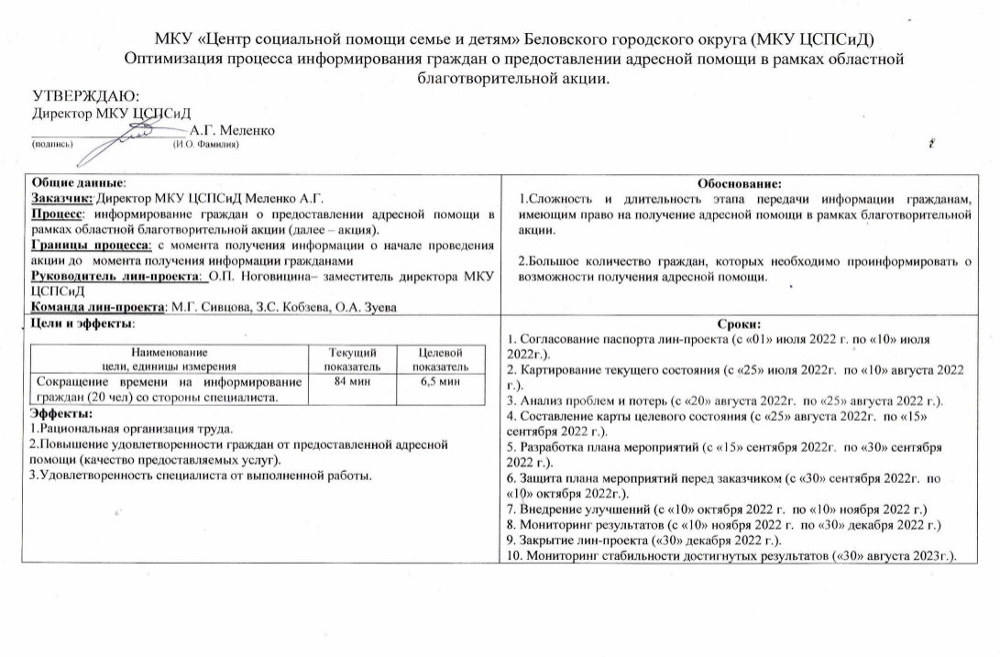 МКУ «Центр социальной помощи семье и детям» Беловского городского округа (МКУ ЦСПСиД)
Оптимизация процесса информирования граждан о предоставлении адресной помощи в рамках областной
благотворительной акции.
УТВЕРЖДАЮ:
Директор МКУ ЦСПСиД
А.Г. Меленко
(подпись) (И.О. Фамилия)
Общие данные:
Заказчик: Директор МКУ ЦСПСиД Меленко А.Г.
Процесс: информирование граждан о предоставлении адресной помощи в
рамках областной благотворительной акции (далее – акция).
Границы процесса: с момента получения информации о начале проведения
акции до момента получения информации гражданами
Руководитель лин-проекта: О.П. Ноговицина– заместитель директора МКУ
ЦСПСиД
Команда лин-проекта: М.Г. Сивцова, З.С. Кобзева, О.А. Зуева
Обоснование:
1.Сложность и длительность этапа передачи информации гражданам,
имеющим право на получение адресной помощи в рамках благотворительной
акции.
2.Большое количество граждан, которых необходимо проинформировать о
возможности получения адресной помощи.
Цели и эффекты:
Наименование
цели, единицы измерения
Текущий
показатель
Целевой
показатель
Сокращение времени на информирование
граждан (20 чел) со стороны специалиста.
84 мин
6,5 мин
Эффекты:
1.Рациональная организация труда.
2.Повышение удовлетворенности граждан от предоставленной адресной
помощи (качество предоставляемых услуг).
3.Удовлетворенность специалиста от выполненной работы.
Сроки:
1. Согласование паспорта лин-проекта (с «01» июля 2022 г. по «10» июля
2022г.).
2. Картирование текущего состояния (с «25» июля 2022г. по «10» августа 2022
г.).
3. Анализ проблем и потерь (с «20» августа 2022г. по «25» августа 2022г.).
4. Составление карты целевого состояния (с «25» августа 2022г. по «15»
сентября 2022 г.).
5. Разработка плана мероприятий (с «15» сентября 2022г. по «30» сентября
2022 г.).
6. Защита плана мероприятий перед заказчиком (с «30» сентября 2022г. по
«10» октября 2022г.).
7. Внедрение улучшений (с «10» октября 2022 г. по «10» ноября 2022 г.)
8. Мониторинг результатов (с «10» ноября 2022 г. по «30» декабря 2022 г.)
9. Закрытие лин-проекта («30» декабря 2022 г.).
10. Мониторинг стабильности достигнутых результатов («30» августа 2023г.).